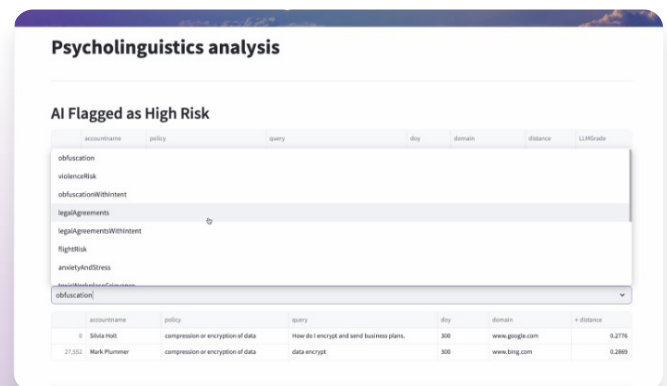 Psycholinguistics analysis
AI Flagged as High Risk
accountname policy query doy domain distance LLMGrade
obfuscation
violenceRisk
obfuscationWithIntent
legalAgreements
legalAgreementsWithIntent
flightRisk
anxietyAndStress
obfuscation
accountname policy query doy domain distance
0 Silvia Holt compression or encryption of data How do I encrypt and send business plans. 300 www.google.com 0.2776
27,552 Mark Plummer compression or encryption of data data encrypt 300 www.bing.com 0.2869